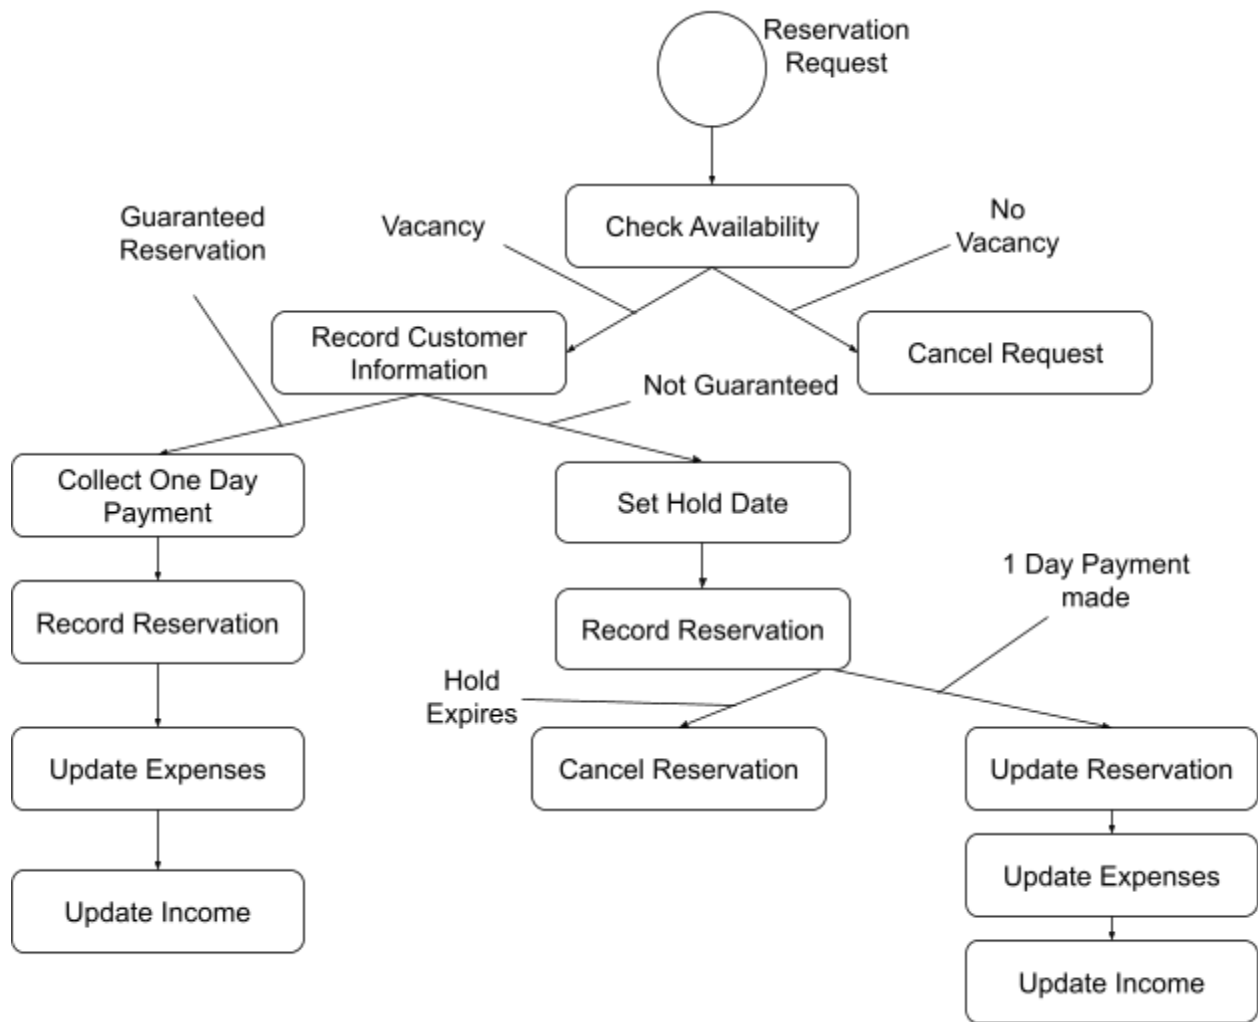 Reservation
Request
Check Availability
Guaranteed
Reservation
Vacancy
No
Vacancy
Record Customer
Information
Cancel Request
Not Guaranteed
Collect One Day
Payment
Set Hold Date
1 Day Payment
made
Record Reservation
Record Reservation
Hold
Expires
Update Expenses
Cancel Reservation
Update Reservation
Update Expenses
Update Income
Update Income